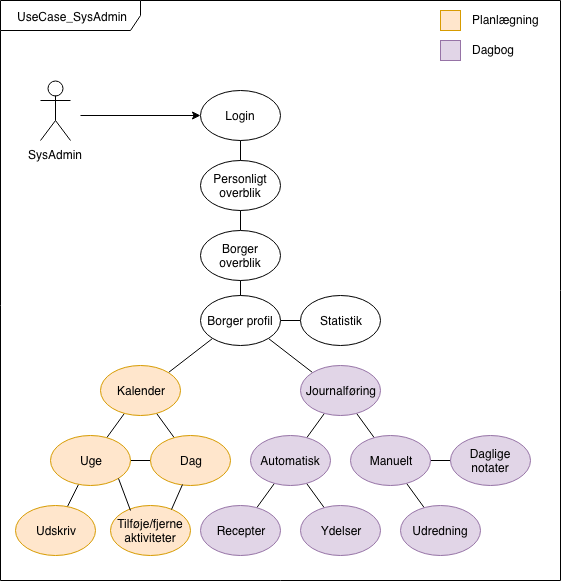 UseCase_SysAdmin
Planlægning
Dagbog
SysAdmin
Login
Personligt
overblik
Borger
overblik
Borger profil
Statistik
Kalender
Journalføring
Uge
Dag
Automatisk
Manuelt
Daglige
notater
Udskriv
Tilføje/fjerne
aktiviteter
Recepter
Ydelser
Udredning